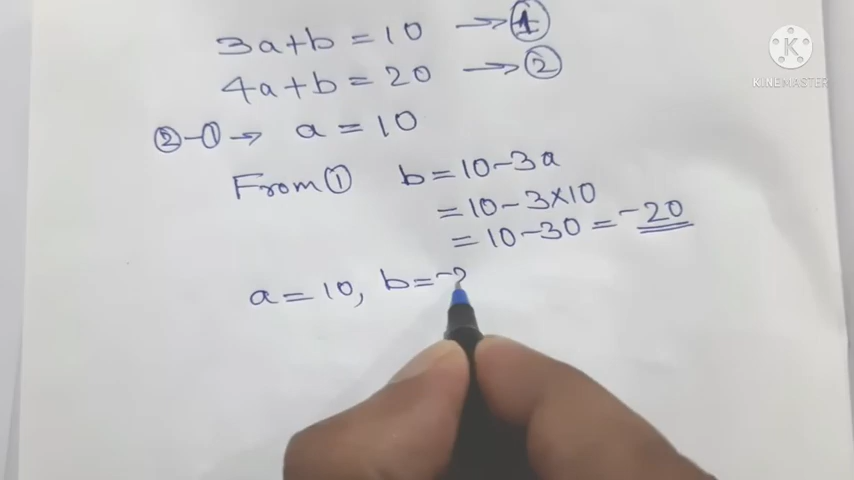 3a+b = 10 → ①
4a+b = 20 → ②
②-① → a = 10
From ① b = 10-3a
= 10-3×10
= 10-30 = -20
a = 10, b = -2
K
KINEMASTER